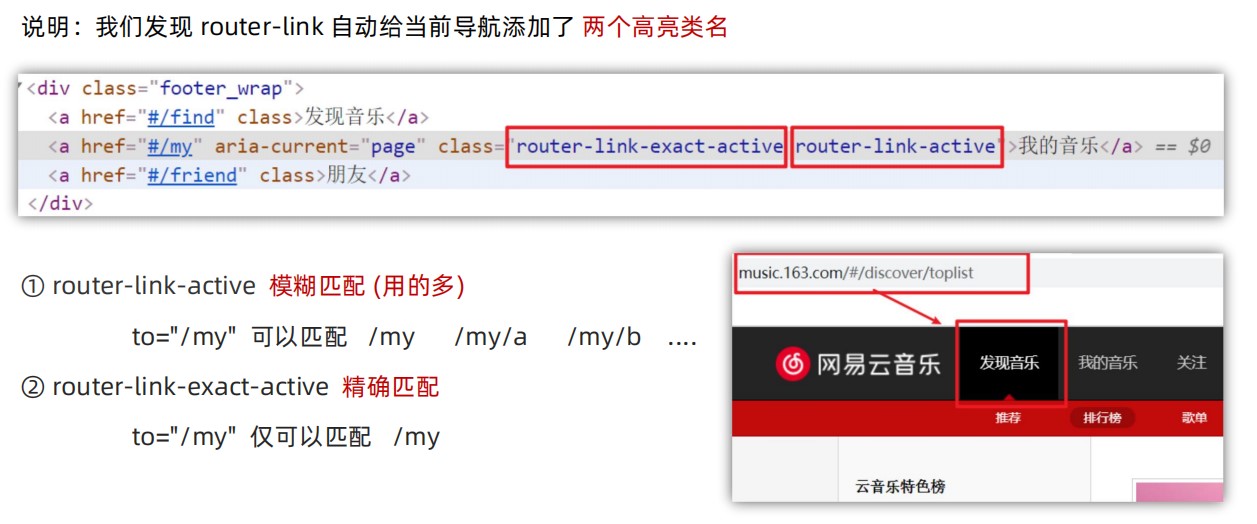 说明：我们发现 router-link 自动给当前导航添加了 两个高亮类名
<div class="footer_wrap">
<a href="#/find" class>发现音乐</a>
<a href="#/my" aria-current="page" class="router-link-exact-active router-link-active">我的音乐</a> == $0
<a href="#/friend" class>朋友</a>
</div>
① router-link-active 模糊匹配 (用的多)
to="/my" 可以匹配 /my /my/a /my/b ....
② router-link-exact-active 精确匹配
to="/my" 仅可以匹配 /my
music.163.com/#/discover/toplist
网易云音乐 发现音乐 我的音乐 关注
推荐 排行榜 歌单
云音乐特色榜